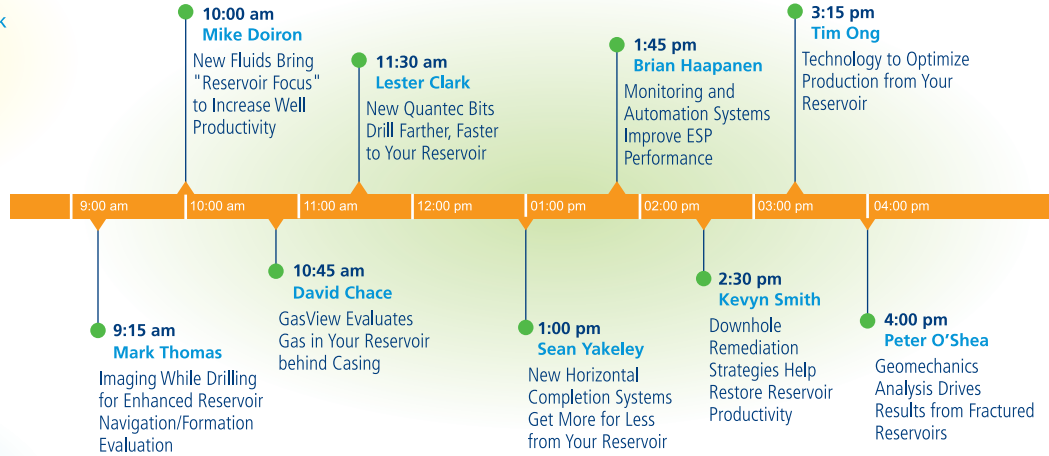 k
10:00 am
Mike Doiron
New Fluids Bring
"Reservoir Focus"
to Increase Well
Productivity
11:30 am
Lester Clark
New Quantec Bits
Drill Farther, Faster
to Your Reservoir
1:45 pm
Brian Haapanen
Monitoring and
Automation Systems
Improve ESP
Performance
3:15 pm
Tim Ong
Technology to Optimize
Production from Your
Reservoir
9:00 am 10:00 am 11:00 am 12:00 pm 01:00 pm 02:00 pm 03:00 pm 04:00 pm
9:15 am
Mark Thomas
Imaging While Drilling
for Enhanced Reservoir
Navigation/Formation
Evaluation
10:45 am
David Chace
GasView Evaluates
Gas in Your Reservoir
behind Casing
1:00 pm
Sean Yakeley
New Horizontal
Completion Systems
Get More for Less
from Your Reservoir
2:30 pm
Kevyn Smith
Downhole
Remediation
Strategies Help
Restore Reservoir
Productivity
4:00 pm
Peter O'Shea
Geomechanics
Analysis Drives
Results from Fractured
Reservoirs